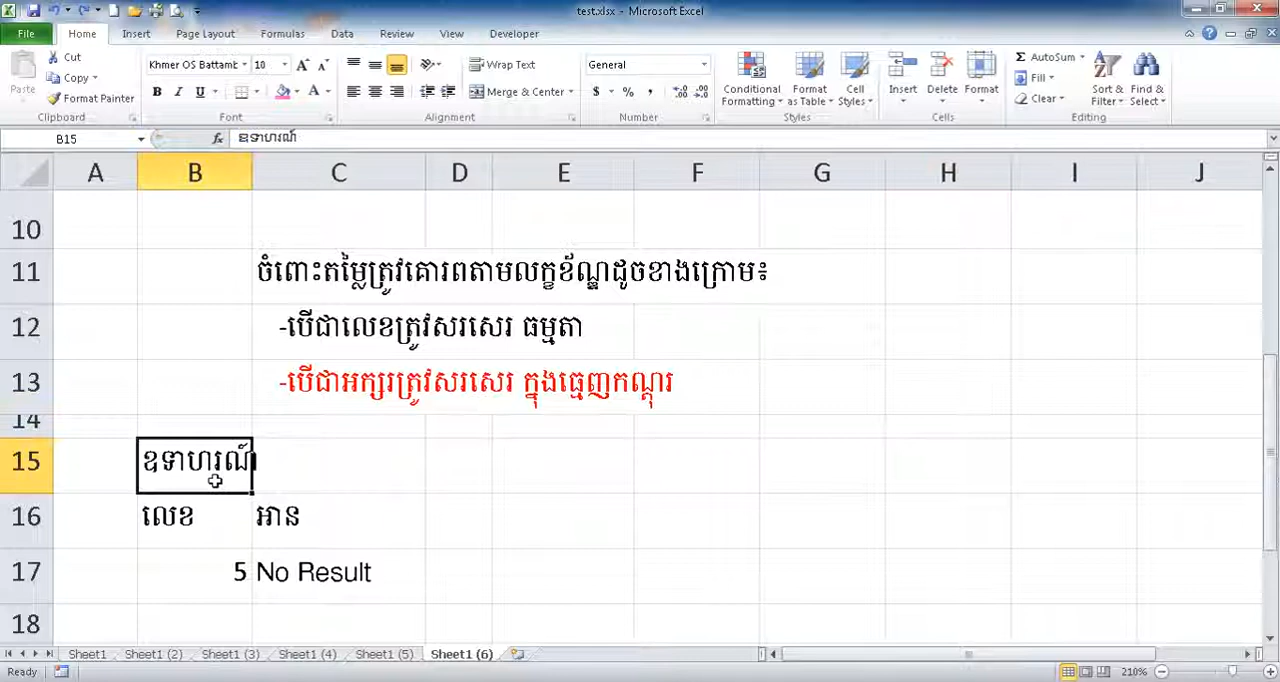 test.xlsx - Microsoft Excel
File Home Insert Page Layout Formulas Data Review View Developer
Cut
Copy
Format Painter
Paste
Clipboard
Khmer OS Battamb 10
B I U
Font
Wrap Text
Merge & Center
Alignment
General
$ % ,
Number
Conditional Formatting
Format as Table
Cell Styles
Styles
Insert Delete Format
Cells
AutoSum
Fill
Clear
Sort & Filter
Find & Select
Editing
B15 fx ឧទាហរណ៍
A B C D E F G H I J
10
11 ចំពោះតម្លៃត្រូវគោរពតាមលក្ខខ័ណ្ឌដូចខាងក្រោម៖
12 -បើជាលេខត្រូវសរសេរ ធម្មតា
13 -បើជាអក្សរត្រូវសរសេរ ក្នុងធ្មេញកណ្ដុរ
14
15 ឧទាហរណ៍
16 លេខ អាន
17 5 No Result
18
Sheet1 Sheet1 (2) Sheet1 (3) Sheet1 (4) Sheet1 (5) Sheet1 (6)
Ready 210%